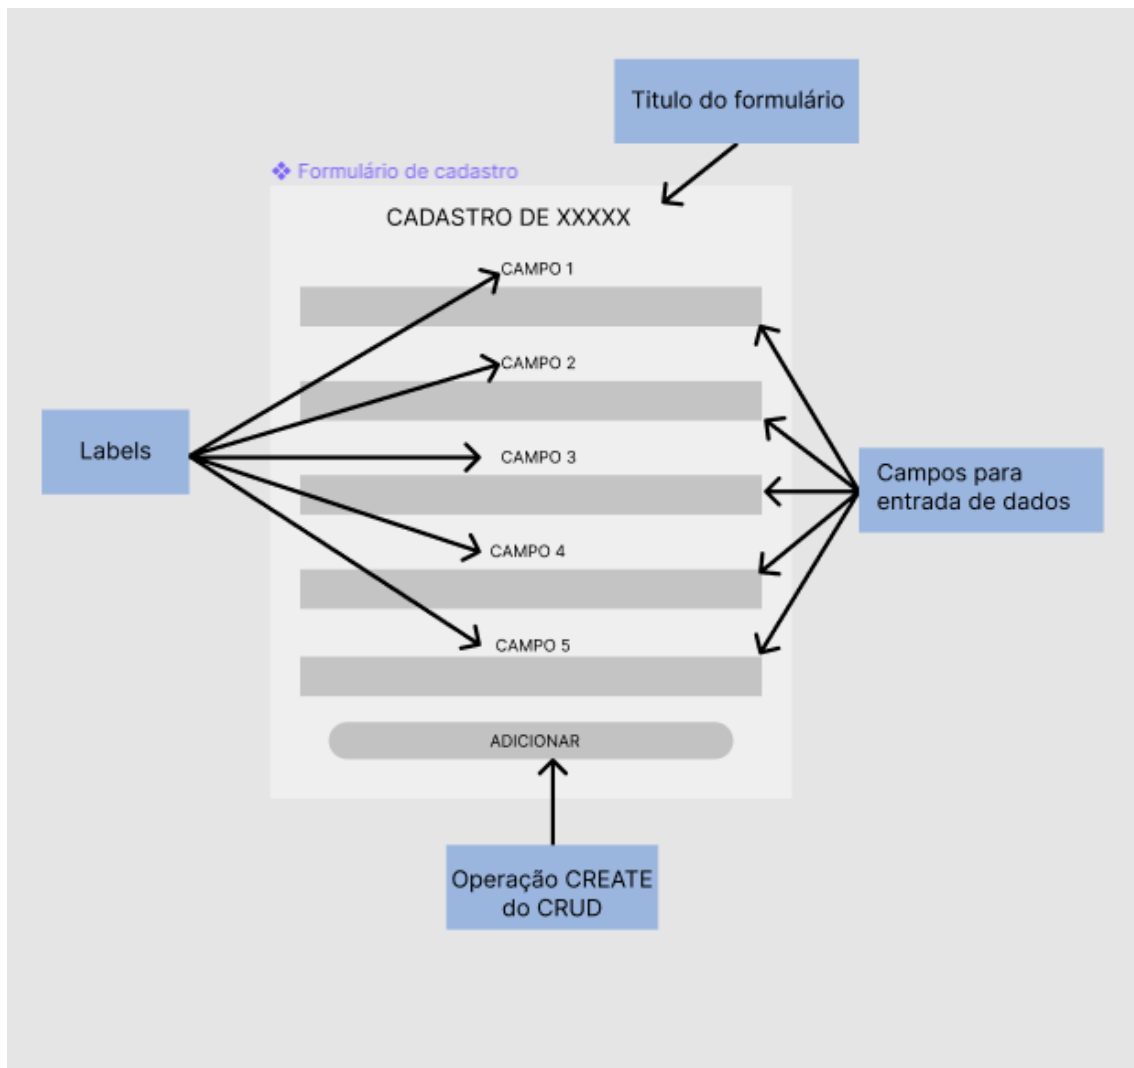 Titulo do formulário
Formulário de cadastro
CADASTRO DE XXXXX
CAMPO 1
CAMPO 2
Labels
CAMPO 3
Campos para
entrada de dados
CAMPO 4
CAMPO 5
ADICIONAR
Operação CREATE
do CRUD